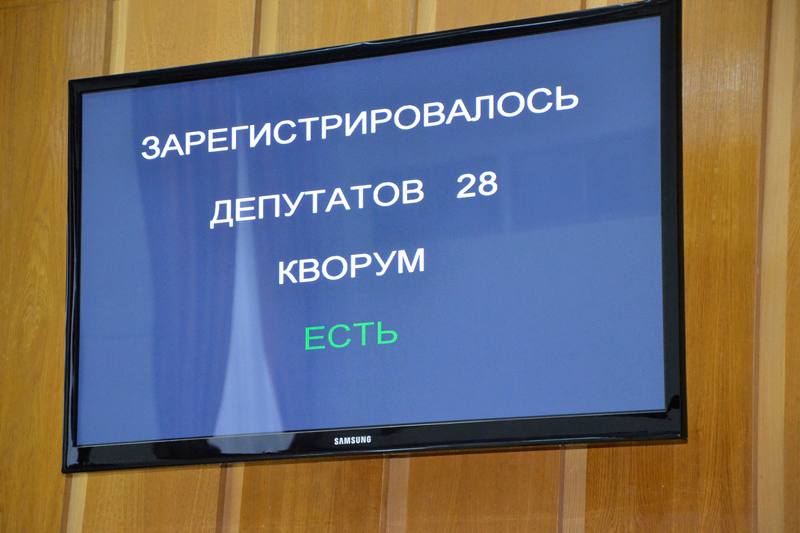 ЗАРЕГИСТРИРОВАЛОСЬ
ДЕПУТАТОВ 28
КВОРУМ
ЕСТЬ
SAMSUNG